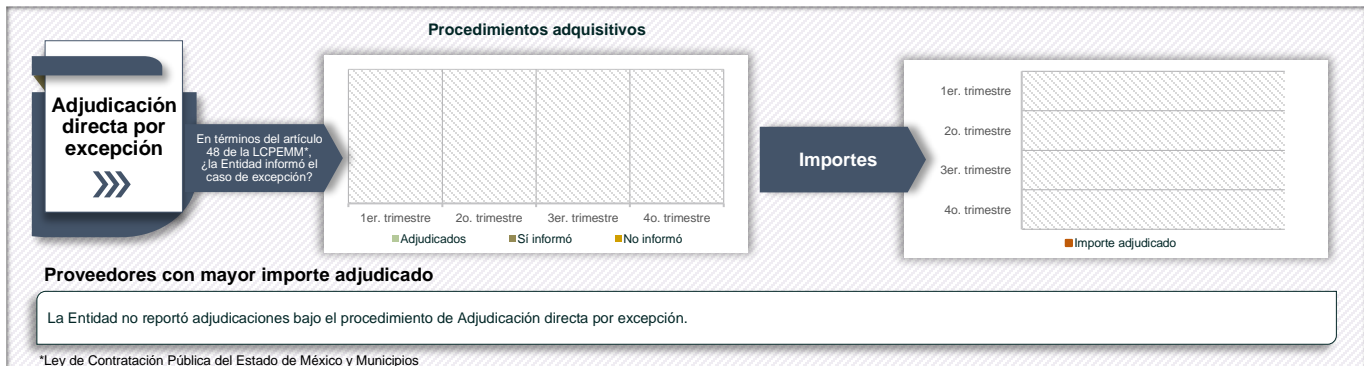 Procedimientos adquisitivos
Adjudicación
directa por
excepción
En términos del artículo
48 de la LCPEMM*,
¿la Entidad informó el
caso de excepción?
1er. trimestre 2o. trimestre 3er. trimestre 4o. trimestre
Adjudicados Sí informó No informó
Importes
1er. trimestre
2o. trimestre
3er. trimestre
4o. trimestre
Importe adjudicado
Proveedores con mayor importe adjudicado
La Entidad no reportó adjudicaciones bajo el procedimiento de Adjudicación directa por excepción.
*Ley de Contratación Pública del Estado de México y Municipios